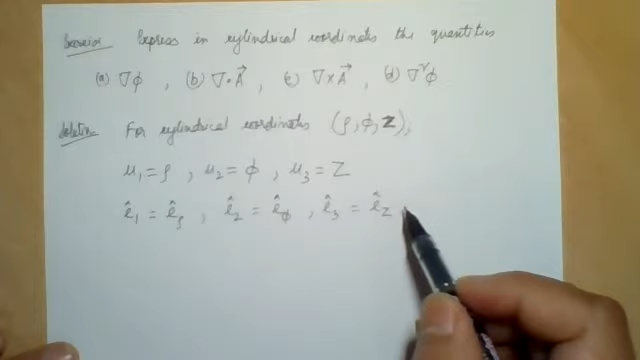 Exercise Express in cylindrical coordinates the quantities
(a) ∇ϕ , (b) ∇•A⃗ , (c) ∇×A⃗ , (d) ∇²ϕ
Solution For cylindrical coordinates (ρ, ϕ, Z),
u₁ = ρ , u₂ = ϕ , u₃ = Z
ê₁ = ê_ρ , ê₂ = ê_ϕ , ê₃ = ê_Z